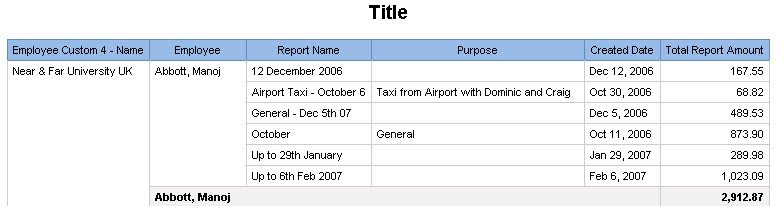 Title
Employee Custom 4 - Name Employee Report Name Purpose Created Date Total Report Amount
Near & Far University UK Abbott, Manoj 12 December 2006 Dec 12, 2006 167.55
Airport Taxi - October 6 Taxi from Airport with Dominic and Craig Oct 30, 2006 68.82
General - Dec 5th 07 Dec 5, 2006 489.53
October General Oct 11, 2006 873.90
Up to 29th January Jan 29, 2007 289.98
Up to 6th Feb 2007 Feb 6, 2007 1,023.09
Abbott, Manoj 2,912.87